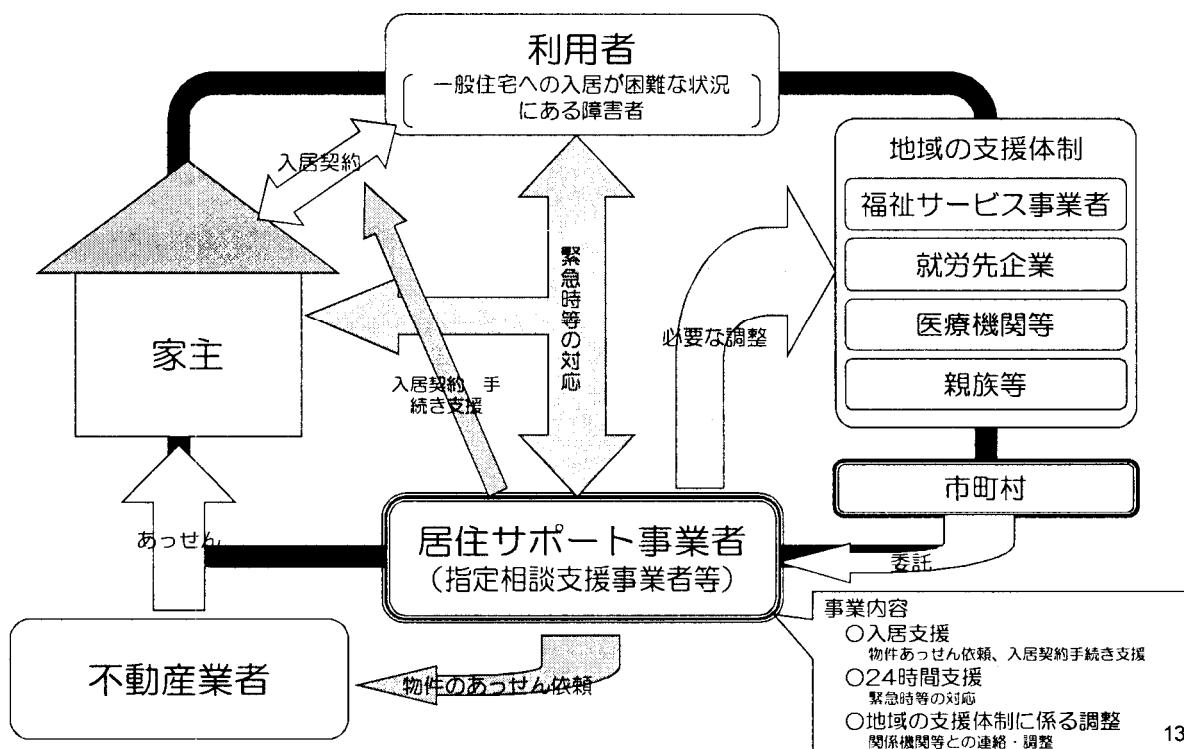 利用者
一般住宅への入居が困難な状況
にある障害者
入居契約
地域の支援体制
福祉サービス事業者
就労先企業
医療機関等
親族等
緊急時等の対応
必要な調整
家主
入居契約 手
続き支援
市町村
あっせん
居住サポート事業者
（指定相談支援事業者等）
委託
不動産業者
物件のあっせん依頼
事業内容
○入居支援
物件あっせん依頼、入居契約手続き支援
○24時間支援
緊急時等の対応
○地域の支援体制に係る調整
関係機関等との連絡・調整
13